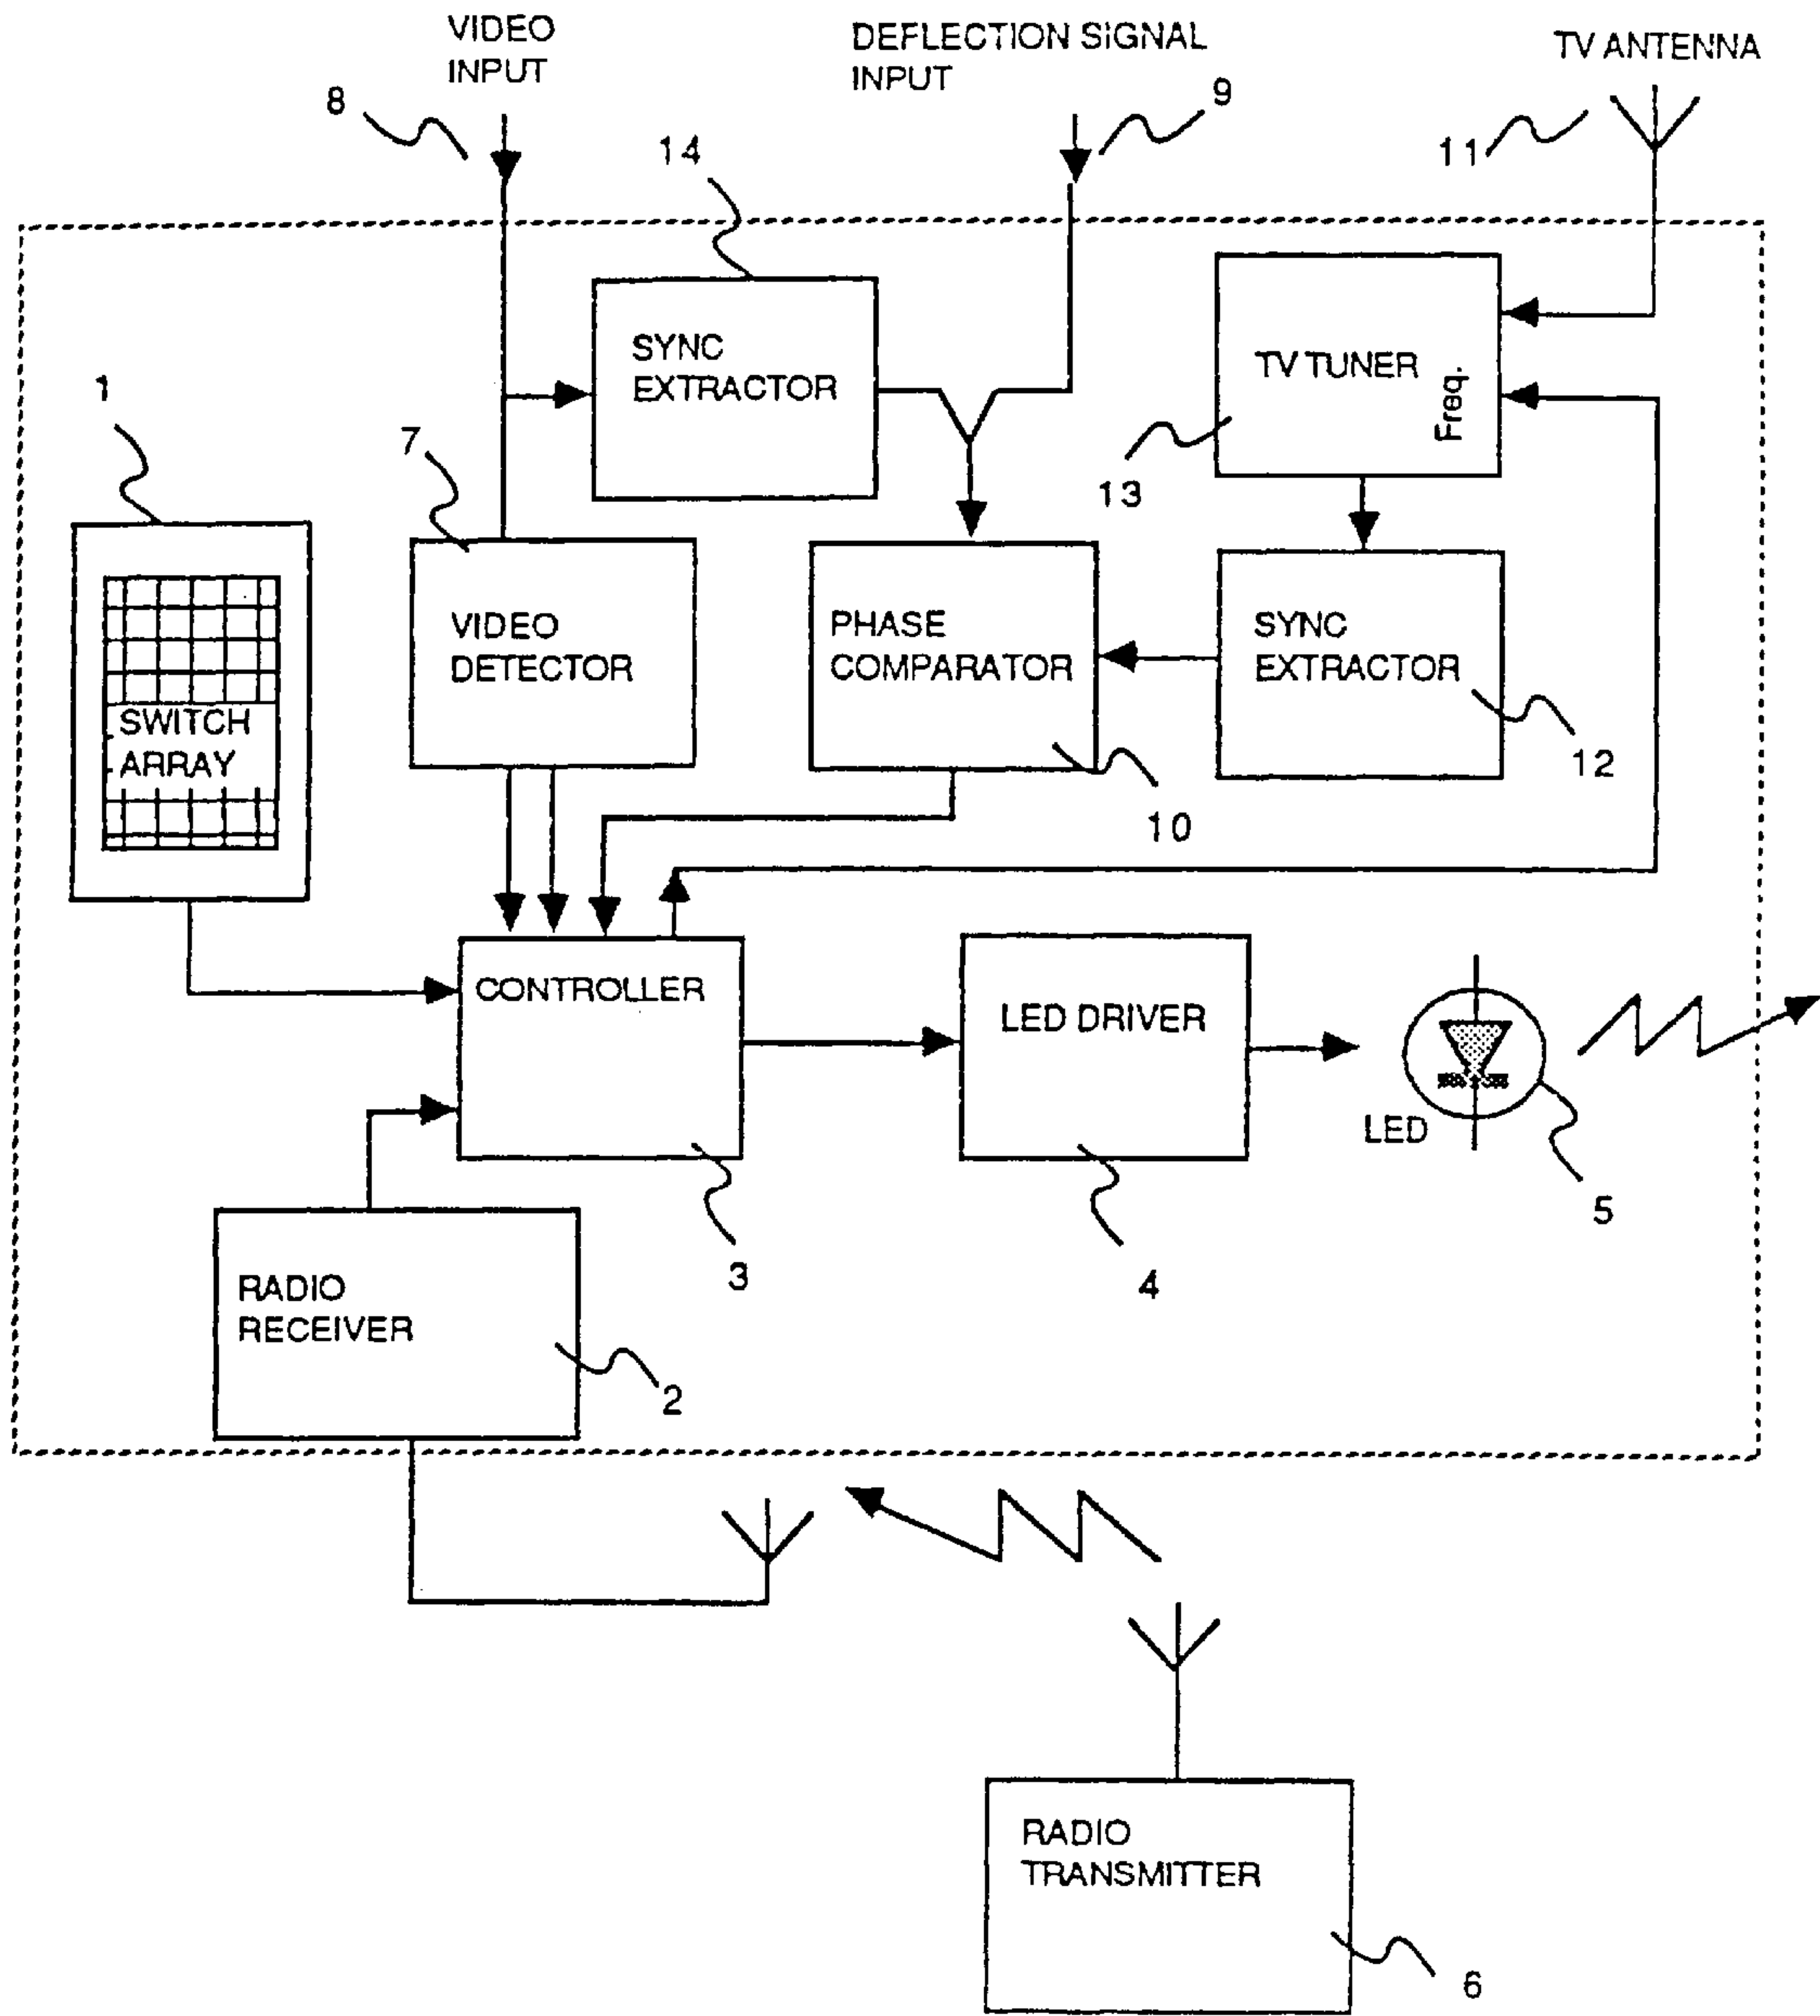 VIDEO
INPUT
DEFLECTION SIGNAL
INPUT
TV ANTENNA
8
9
11
14
SYNC
EXTRACTOR
TV TUNER
Freq.
1
7
13
VIDEO
DETECTOR
PHASE
COMPARATOR
SYNC
EXTRACTOR
SWITCH
ARRAY
12
10
CONTROLLER
LED DRIVER
LED
5
3
4
RADIO
RECEIVER
2
RADIO
TRANSMITTER
6